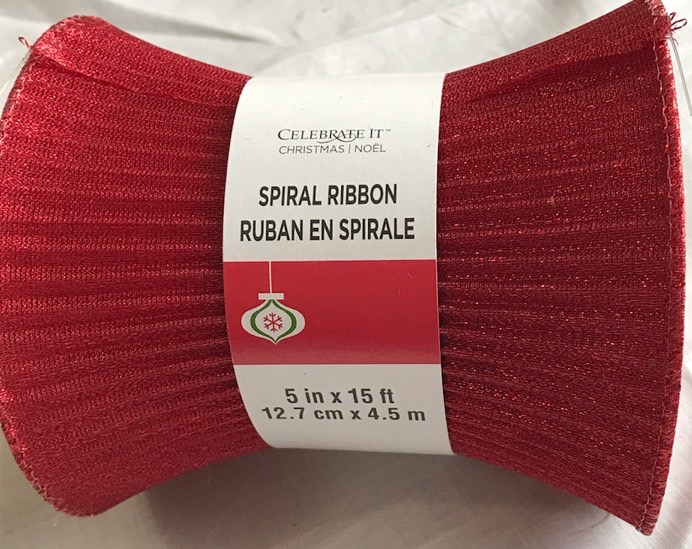 CELEBRATE IT™
CHRISTMAS | NOËL
SPIRAL RIBBON
RUBAN EN SPIRALE
5 in x 15 ft
12.7 cm x 4.5 m